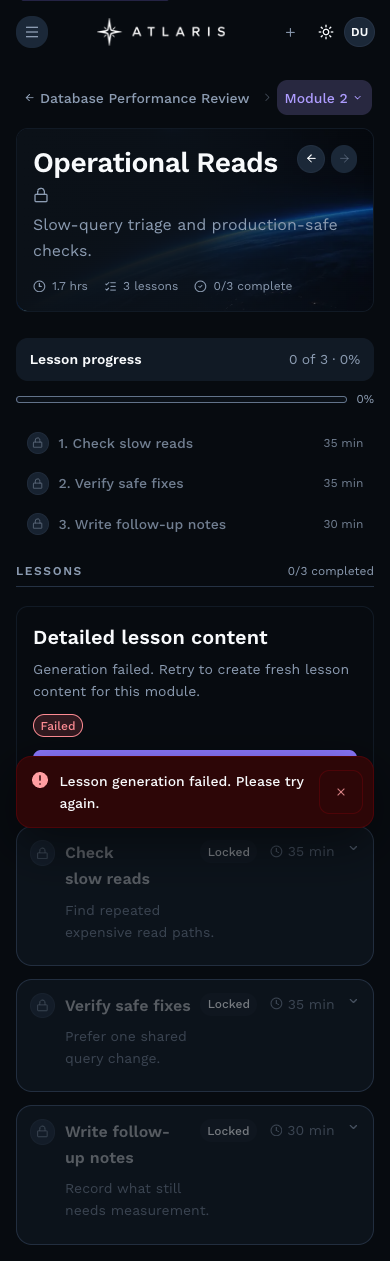 ATLARIS
DU
Database Performance Review
Module 2
Operational Reads
Slow-query triage and production-safe
checks.
1.7 hrs
3 lessons
0/3 complete
Lesson progress
0 of 3 · 0%
0%
1. Check slow reads
35 min
2. Verify safe fixes
35 min
3. Write follow-up notes
30 min
LESSONS
0/3 completed
Detailed lesson content
Generation failed. Retry to create fresh lesson
content for this module.
Failed
Lesson generation failed. Please try
again.
Check
slow reads
Locked
35 min
Find repeated
expensive read paths.
Verify safe fixes
Locked
35 min
Prefer one shared
query change.
Write follow-
up notes
Locked
30 min
Record what still
needs measurement.